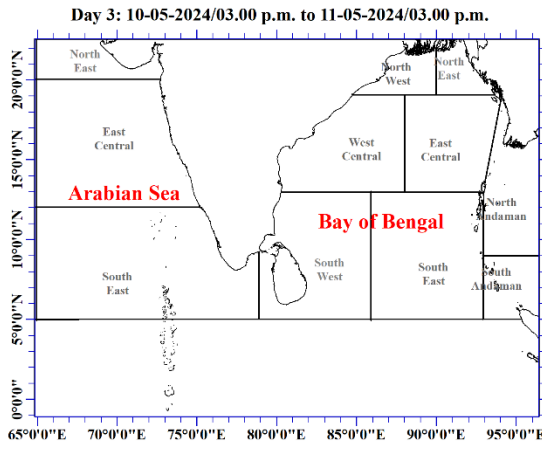 Day 3: 10-05-2024/03.00 p.m. to 11-05-2024/03.00 p.m.
North
East
North
West
North
East
20°0'0"N
East
Central
West
Central
East
Central
15°0'0"N
Arabian Sea
Bay of Bengal
North
Andaman
10°0'0"N
South
East
South
West
South
East
South
Andaman
5°0'0"N
0°0'0"
65°0'0"E 70°0'0"E 75°0'0"E 80°0'0"E 85°0'0"E 90°0'0"E 95°0'0"E